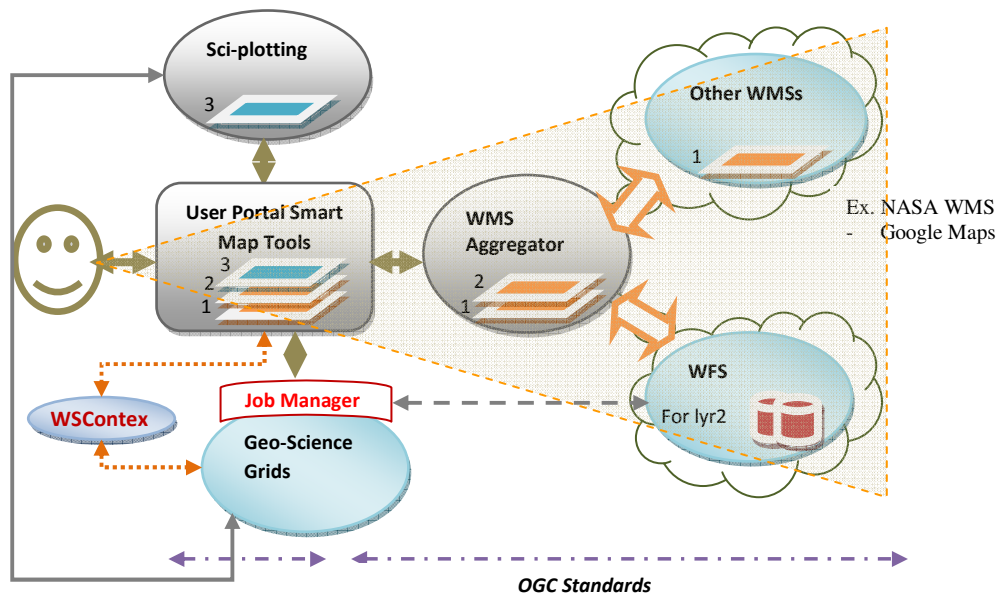 Sci-plotting
3
Other WMSs
1
User Portal Smart
Map Tools
3
2
1
WMS
Aggregator
2
1
Ex. NASA WMS
- Google Maps
WFS
For lyr2
Job Manager
WSContex
Geo-Science
Grids
OGC Standards